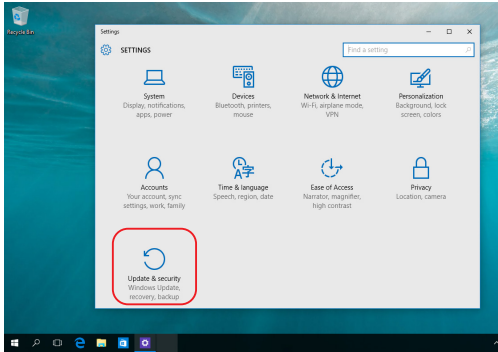 Recycle Bin
Settings
SETTINGS
Find a setting
System
Display, notifications,
apps, power
Devices
Bluetooth, printers,
mouse
Network & Internet
Wi-Fi, airplane mode,
VPN
Personalization
Background, lock
screen, colors
Accounts
Your account, sync
settings, work, family
Time & language
Speech, region, date
Ease of Access
Narrator, magnifier,
high contrast
Privacy
Location, camera
Update & security
Windows Update,
recovery, backup